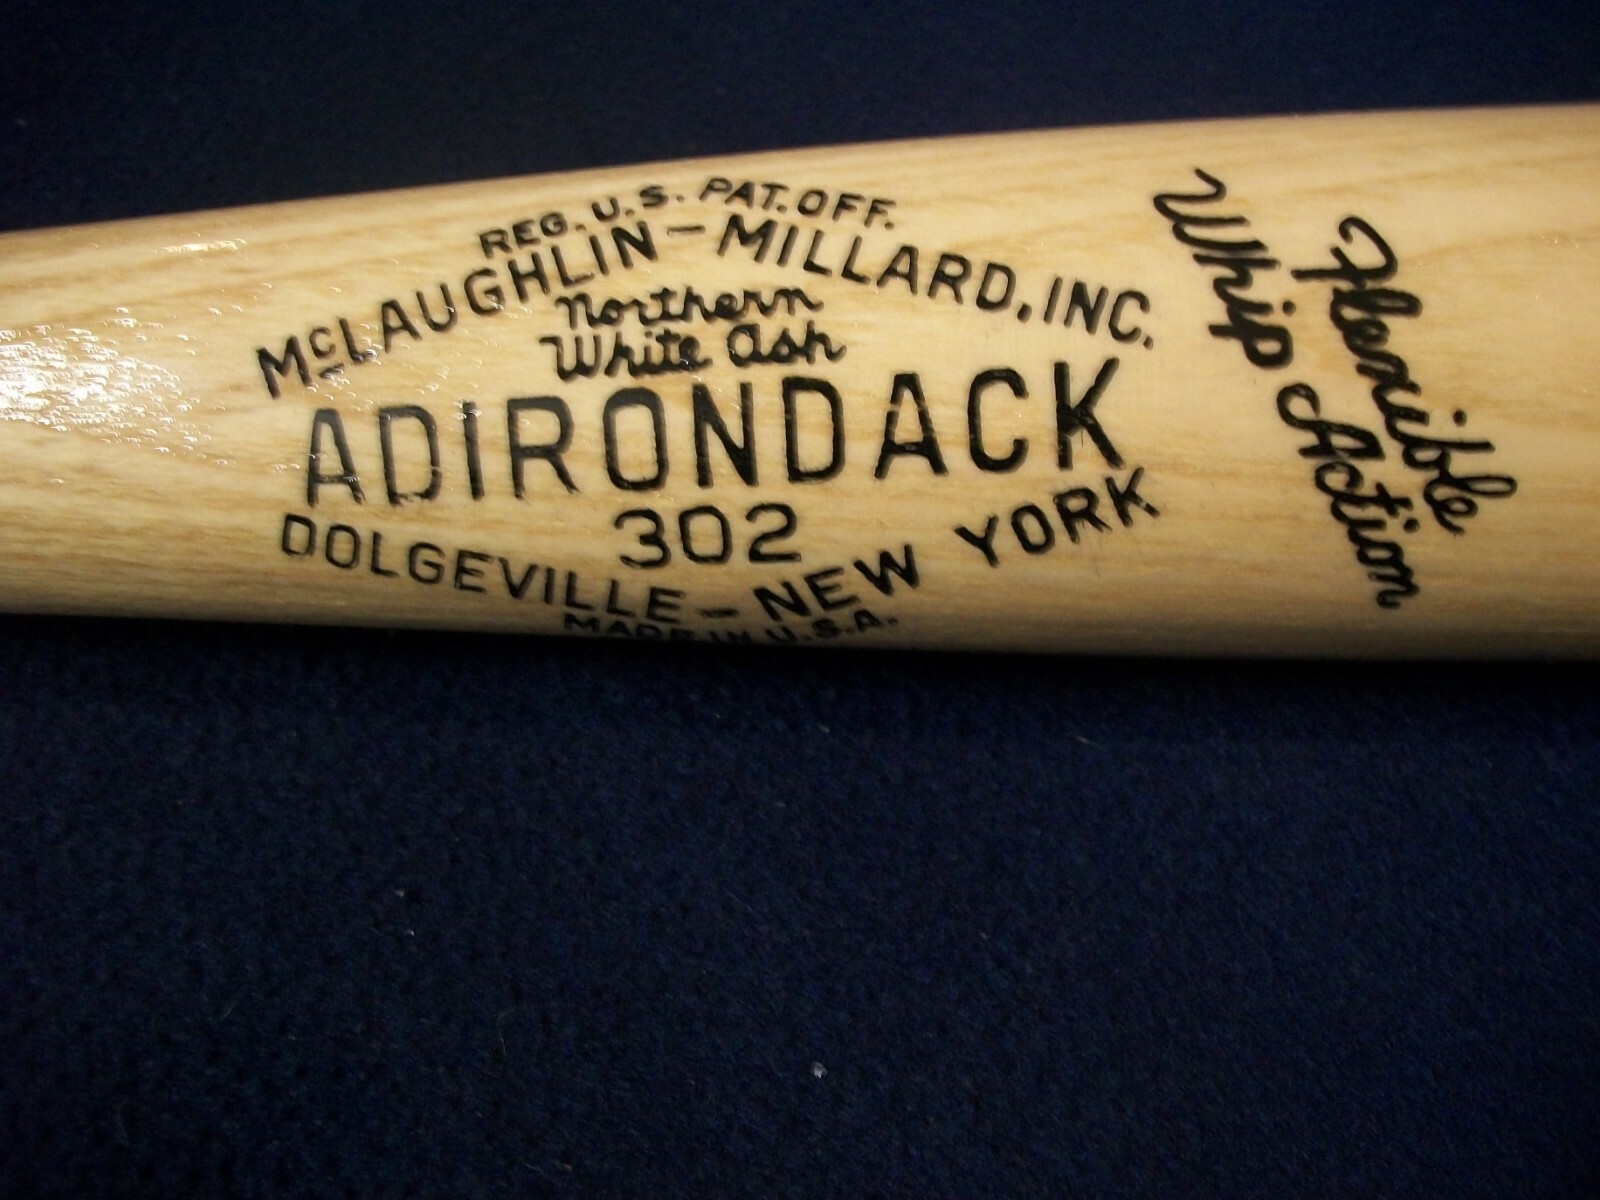 REG. U.S. PAT. OFF.
McLAUGHLIN-MILLARD, INC.
Northern
White Ash
ADIRONDACK
302
DOLGEVILLE-NEW YORK
MADE IN U.S.A.
Flexible
Whip Action